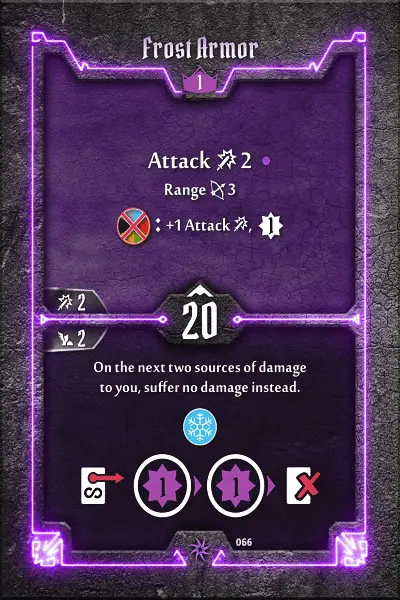 Frost Armor
1
Attack 2
Range 3
: +1 Attack, 1
2
20
2
On the next two sources of damage
to you, suffer no damage instead.
1 1
066